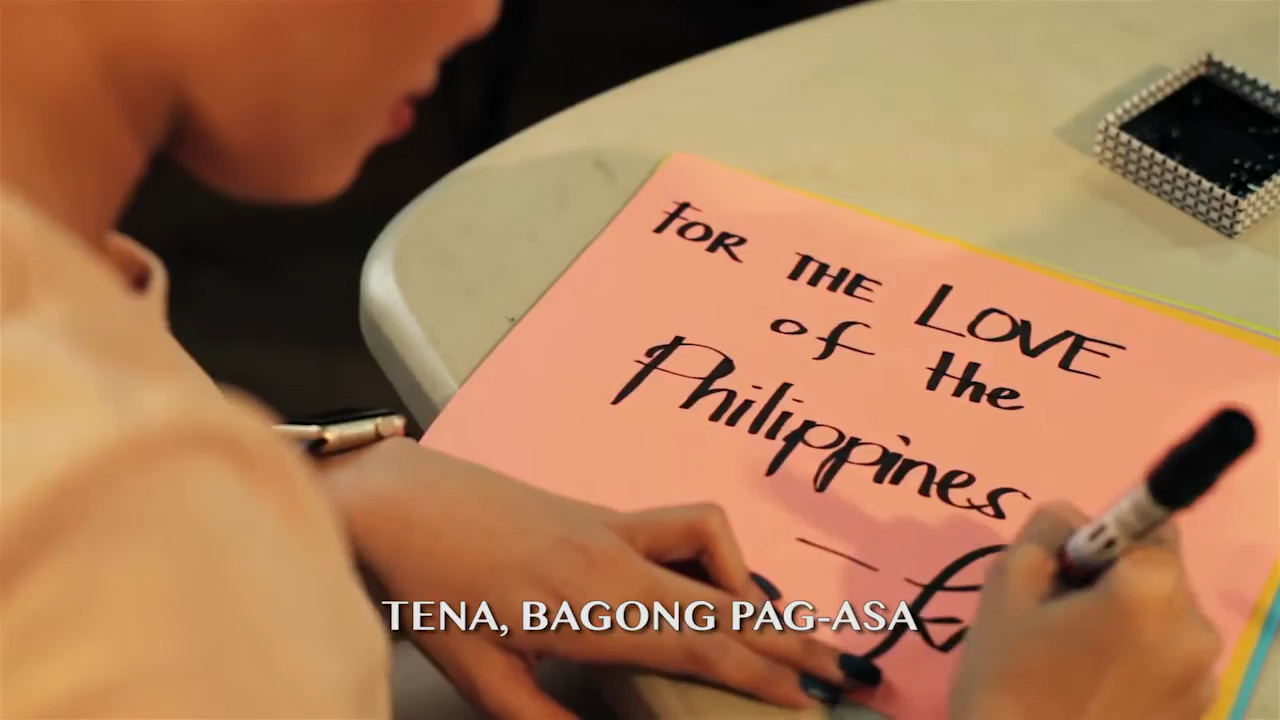 FOR THE LOVE
of the
Philippines
TENA, BAGONG PAG-ASA